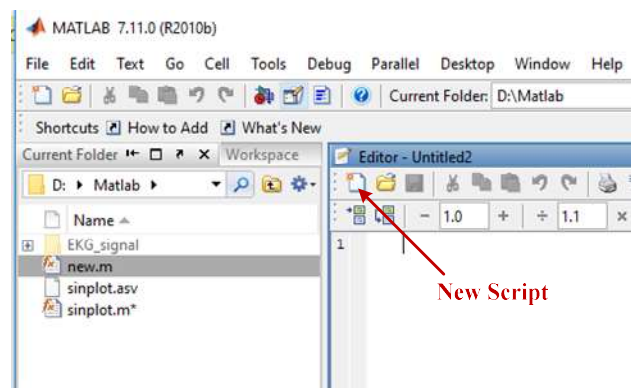 MATLAB 7.11.0 (R2010b)
File Edit Text Go Cell Tools Debug Parallel Desktop Window Help
Current Folder: D:\Matlab
Shortcuts How to Add What's New
Current Folder Workspace
Editor - Untitled2
D: Matlab
1.0 1.1
Name
1
EKG_signal
new.m
sinplot.asv
sinplot.m*
New Script